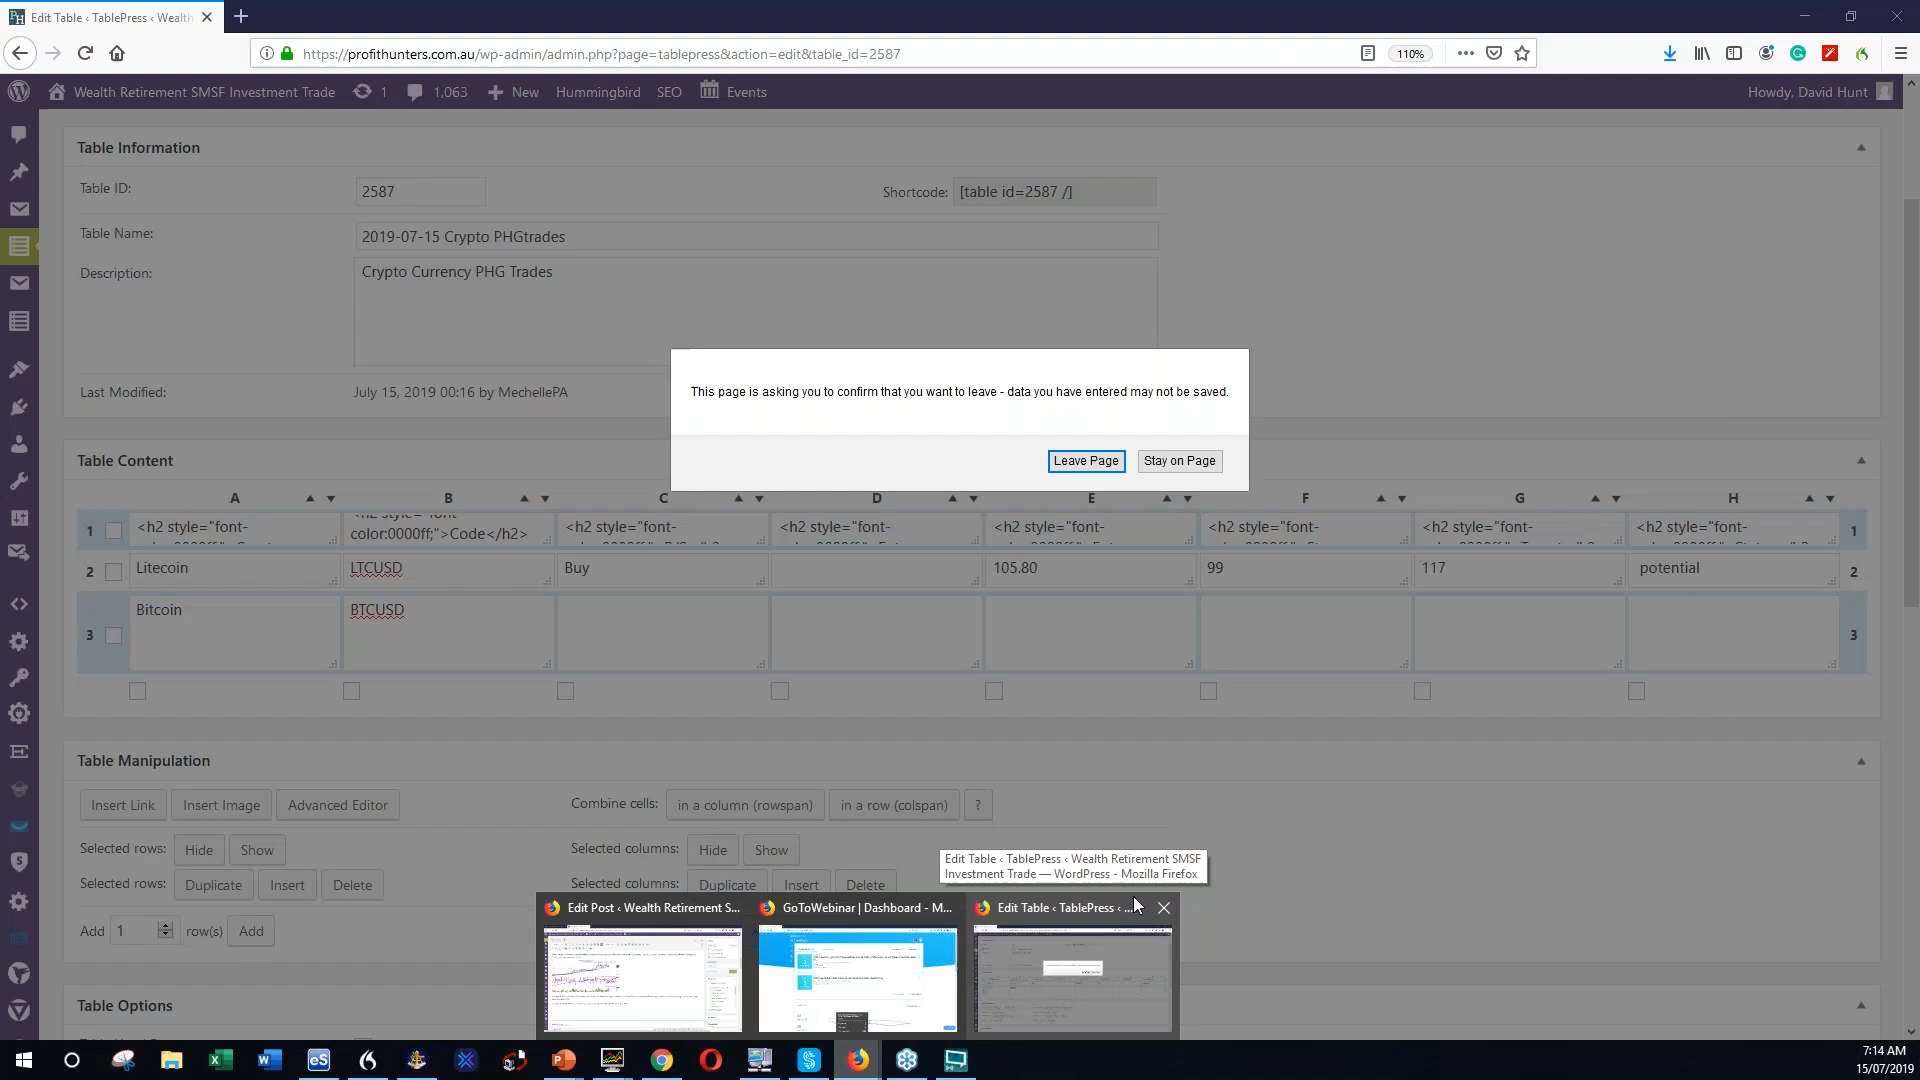 Edit Table ‹ TablePress ‹ Wealth
https://profithunters.com.au/wp-admin/admin.php?page=tablepress&action=edit&table_id=2587
110%
Wealth Retirement SMSF Investment Trade
1
1,063
New
Hummingbird
SEO
Events
Howdy, David Hunt
Table Information
Table ID:
2587
Shortcode:
[table id=2587 /]
Table Name:
2019-07-15 Crypto PHGtrades
Description:
Crypto Currency PHG Trades
Last Modified:
July 15, 2019 00:16 by MechellePA
This page is asking you to confirm that you want to leave - data you have entered may not be saved.
Leave Page
Stay on Page
Table Content
A B C D E F G H
1
<h2 style="font-
color:0000ff;">Code</h2>
<h2 style="font-
<h2 style="font-
<h2 style="font-
<h2 style="font-
<h2 style="font-
<h2 style="font-
1
2 Litecoin LTCUSD Buy 105.80 99 117 potential 2
3 Bitcoin BTCUSD 3
Table Manipulation
Insert Link
Insert Image
Advanced Editor
Combine cells:
in a column (rowspan)
in a row (colspan)
?
Selected rows:
Hide
Show
Selected columns:
Hide
Show
Selected rows:
Duplicate
Insert
Delete
Selected columns:
Duplicate
Insert
Delete
Edit Table ‹ TablePress ‹ Wealth Retirement SMSF
Investment Trade — WordPress - Mozilla Firefox
Add
1
row(s)
Add
Edit Post ‹ Wealth Retirement S...
GoToWebinar | Dashboard - M...
Edit Table ‹ TablePress ‹ ...
Table Options
7:14 AM
15/07/2019